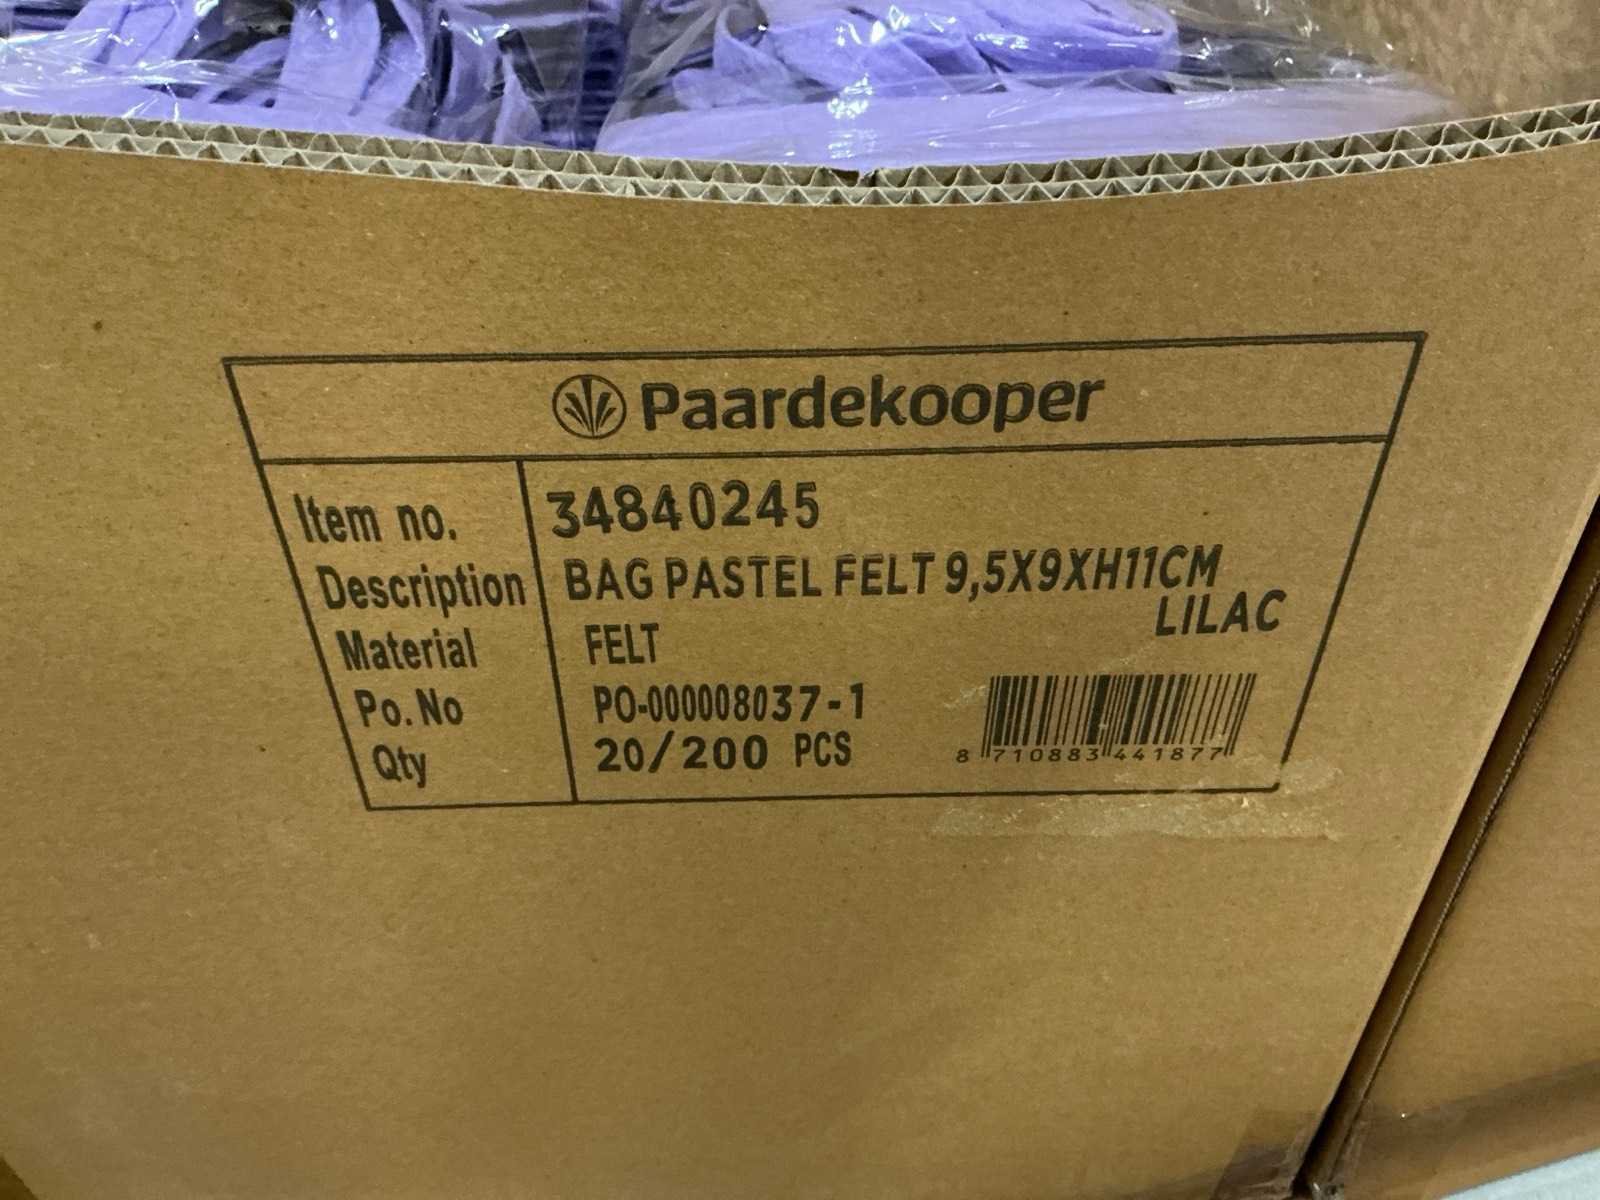 Paardekooper
Item no. 34840245
Description BAG PASTEL FELT 9,5X9XH11CM
LILAC
Material FELT
Po. No PO-000008037-1
Qty 20/200 PCS
8 710883 441877